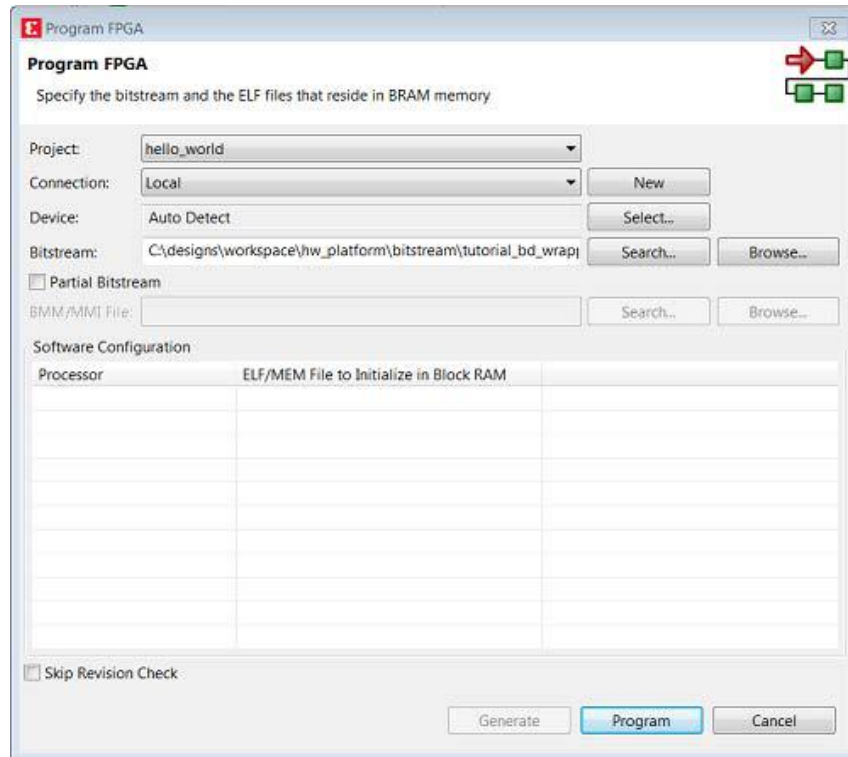 Program FPGA
Program FPGA
Specify the bitstream and the ELF files that reside in BRAM memory
Project: hello_world
Connection: Local New
Device: Auto Detect Select...
Bitstream: C:\designs\workspace\hw_platform\bitstream\tutorial_bd_wrapp Search... Browse...
Partial Bitstream
BMM/MMI File: Search... Browse...
Software Configuration
Processor ELF/MEM File to Initialize in Block RAM
Skip Revision Check
Generate Program Cancel